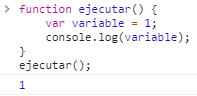 > function ejecutar() {
var variable = 1;
console.log(variable);
}
ejecutar();
1